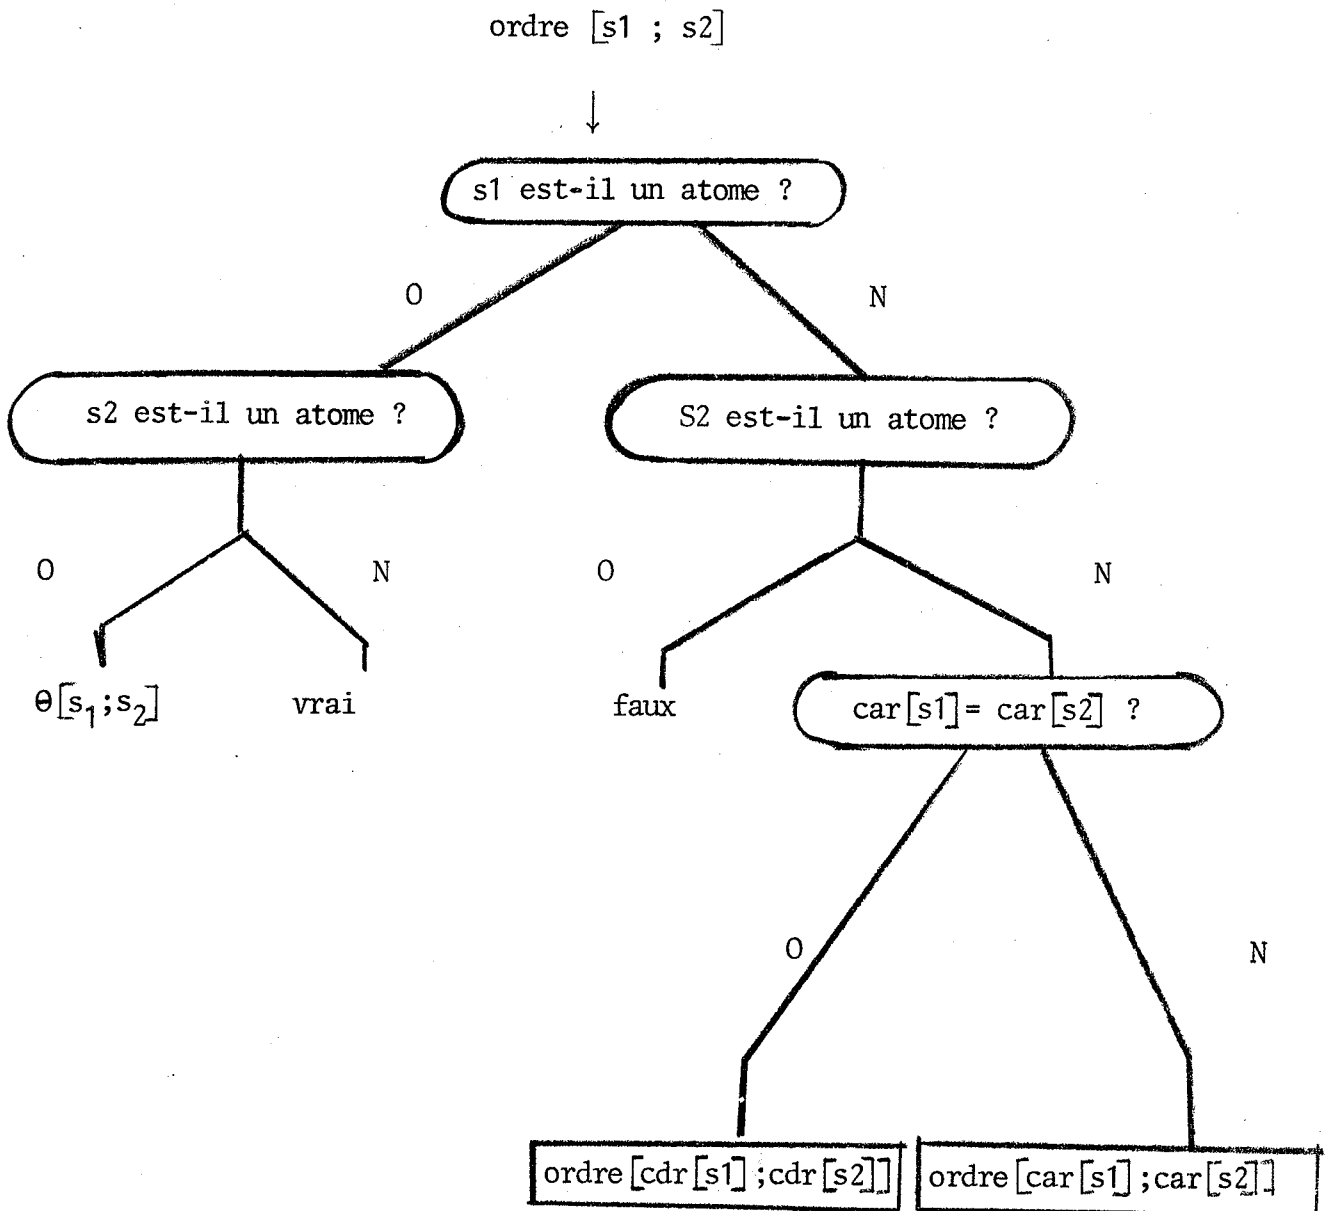 ordre [s1 ; s2]
↓
s1 est-il un atome ?
O N
s2 est-il un atome ? S2 est-il un atome ?
O N O N
θ[s₁;s₂] vrai faux car[s1]= car[s2] ?
O N
ordre[cdr[s1];cdr[s2]] ordre[car[s1];car[s2]]